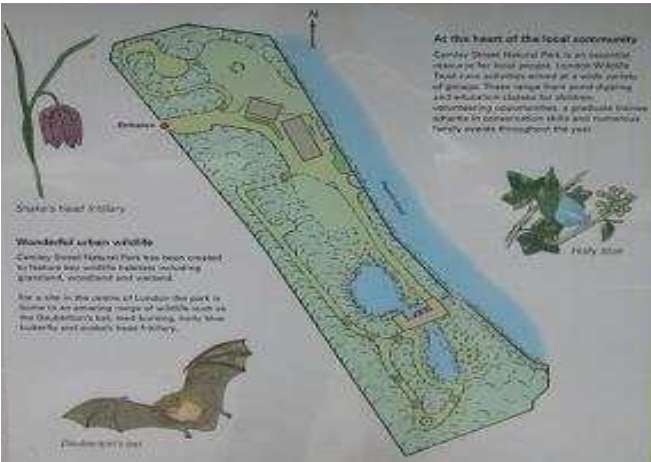 N
At the heart of the local community
Camley Street Natural Park is an essential
resource for local people. London Wildlife
Trust runs activities aimed at a wide variety
of groups. These range from pond dipping
and education classes for children,
volunteering opportunities, a graduate trainee
scheme in conservation skills and numerous
family events throughout the year.
Entrance
Snake's head fritillary
Holly blue
Wonderful urban wildlife
Camley Street Natural Park has been created
to feature key wildlife habitats including
grassland, woodland and wetland.
For a site in the centre of London the park is
home to an amazing range of wildlife such as
the Daubenton's bat, reed bunting, holly blue
butterfly and snake's head fritillary.
Daubenton's bat